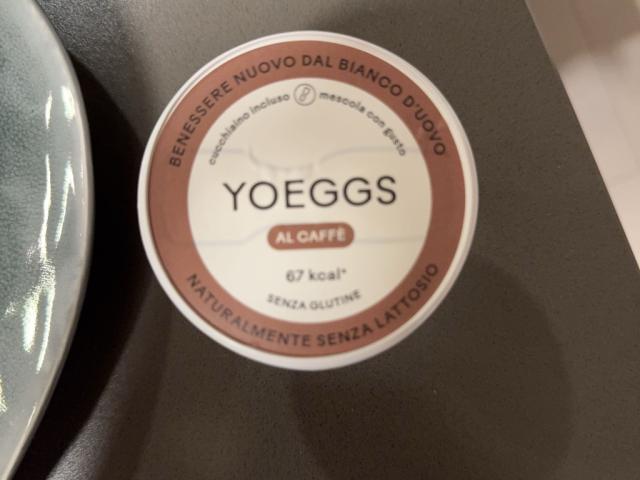 BENESSERE NUOVO DAL BIANCO D'UOVO
cucchiaino incluso mescola con gusto
YOEGGS
AL CAFFÈ
67 kcal*
SENZA GLUTINE
NATURALMENTE SENZA LATTOSIO